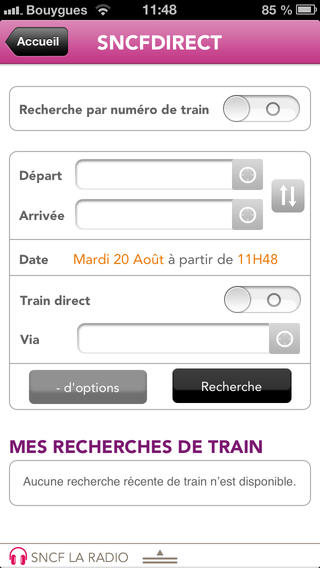 Bouygues 11:48 85 %
Accueil SNCFDIRECT
Recherche par numéro de train
Départ
Arrivée
Date Mardi 20 Août à partir de 11H48
Train direct
Via
- d'options Recherche
MES RECHERCHES DE TRAIN
Aucune recherche récente de train n'est disponible.
SNCF LA RADIO